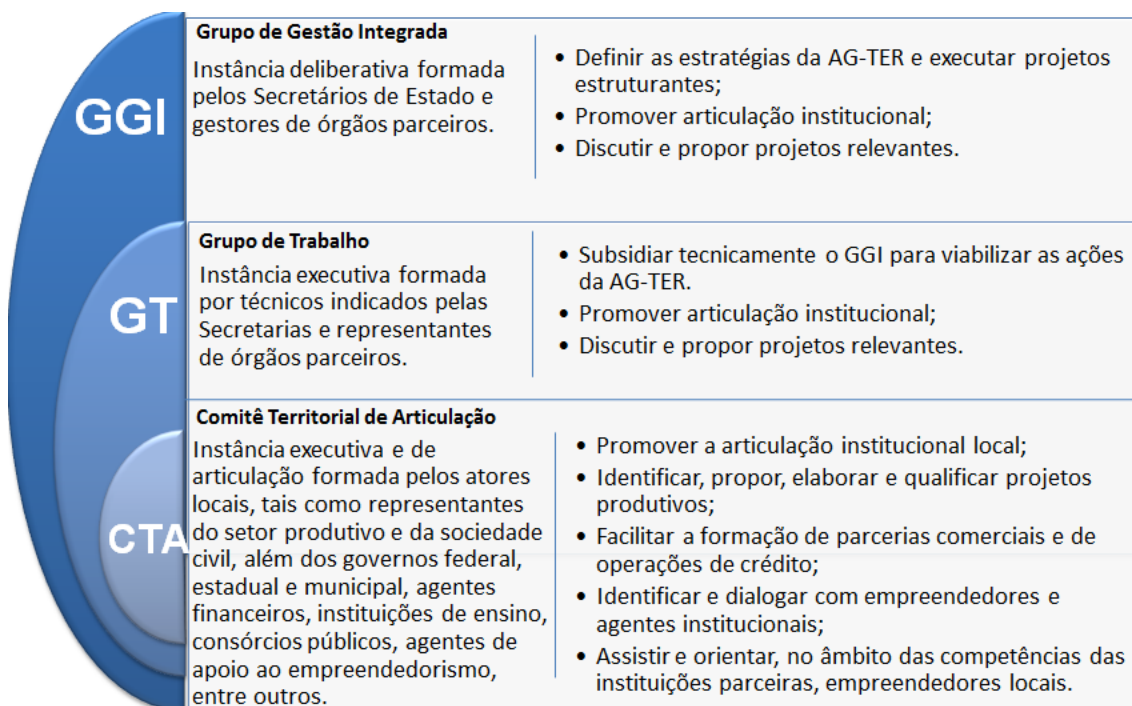 GGI
Grupo de Gestão Integrada
Instância deliberativa formada
pelos Secretários de Estado e
gestores de órgãos parceiros.
• Definir as estratégias da AG-TER e executar projetos
estruturantes;
• Promover articulação institucional;
• Discutir e propor projetos relevantes.
GT
Grupo de Trabalho
Instância executiva formada
por técnicos indicados pelas
Secretarias e representantes
de órgãos parceiros.
• Subsidiar tecnicamente o GGI para viabilizar as ações
da AG-TER.
• Promover articulação institucional;
• Discutir e propor projetos relevantes.
CTA
Comitê Territorial de Articulação
Instância executiva e de
articulação formada pelos atores
locais, tais como representantes
do setor produtivo e da sociedade
civil, além dos governos federal,
estadual e municipal, agentes
financeiros, instituições de ensino,
consórcios públicos, agentes de
apoio ao empreendedorismo,
entre outros.
• Promover a articulação institucional local;
• Identificar, propor, elaborar e qualificar projetos
produtivos;
• Facilitar a formação de parcerias comerciais e de
operações de crédito;
• Identificar e dialogar com empreendedores e
agentes institucionais;
• Assistir e orientar, no âmbito das competências das
instituições parceiras, empreendedores locais.